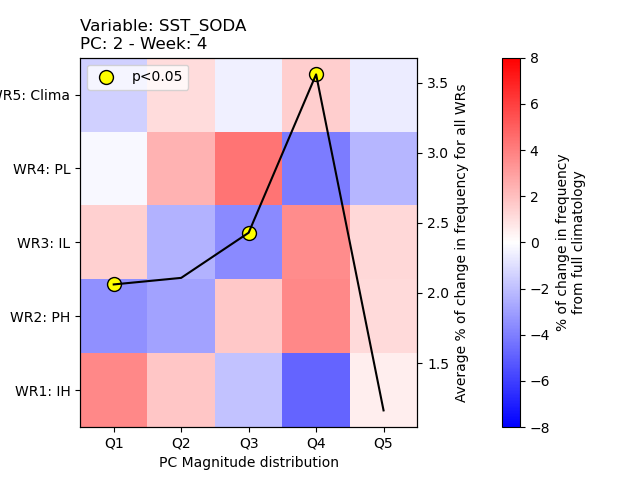 Variable: SST_SODA
PC: 2 - Week: 4
p<0.05
WR5: Clima
WR4: PL
WR3: IL
WR2: PH
WR1: IH
Q1 Q2 Q3 Q4 Q5
PC Magnitude distribution
3.5
3.0
2.5
2.0
1.5
Average % of change in frequency for all WRs
8
6
4
2
0
−2
−4
−6
−8
% of change in frequency
from full climatology